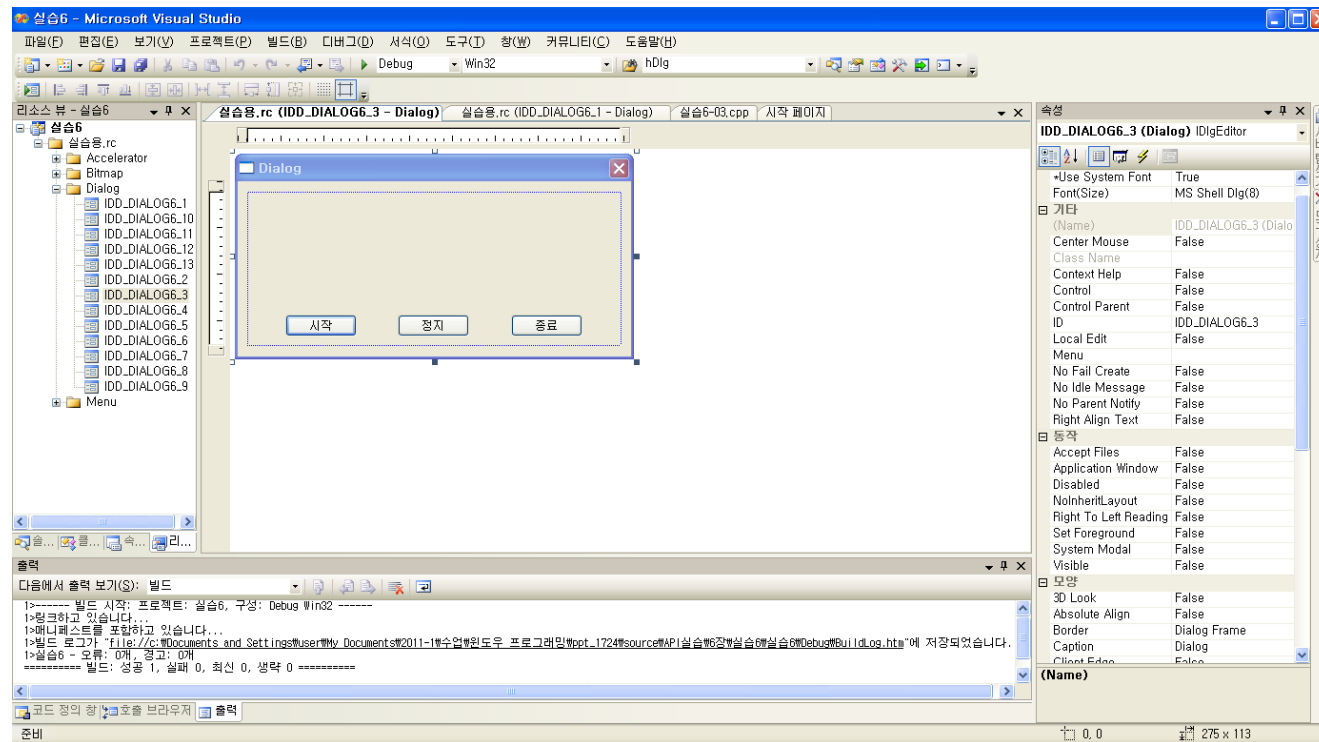 실습6 - Microsoft Visual Studio
파일(F) 편집(E) 보기(V) 프로젝트(P) 빌드(B) 디버그(D) 서식(O) 도구(T) 창(W) 커뮤니티(C) 도움말(H)
Debug Win32 hDlg
리소스 뷰 - 실습6
실습6
실습용.rc
Accelerator
Bitmap
Dialog
IDD_DIALOG6_1
IDD_DIALOG6_10
IDD_DIALOG6_11
IDD_DIALOG6_12
IDD_DIALOG6_13
IDD_DIALOG6_2
IDD_DIALOG6_3
IDD_DIALOG6_4
IDD_DIALOG6_5
IDD_DIALOG6_6
IDD_DIALOG6_7
IDD_DIALOG6_8
IDD_DIALOG6_9
Menu
솔... 클... 속... 리...
실습용.rc (IDD_DIALOG6_3 - Dialog) 실습용.rc (IDD_DIALOG6_1 - Dialog) 실습6-03.cpp 시작 페이지
Dialog
시작 정지 종료
속성
IDD_DIALOG6_3 (Dialog) IDlgEditor
*Use System Font True
Font(Size) MS Shell Dlg(8)
기타
(Name) IDD_DIALOG6_3 (Dialo
Center Mouse False
Class Name
Context Help False
Control False
Control Parent False
ID IDD_DIALOG6_3
Local Edit False
Menu
No Fail Create False
No Idle Message False
No Parent Notify False
Right Align Text False
동작
Accept Files False
Application Window False
Disabled False
NoInheritLayout False
Right To Left Reading False
Set Foreground False
System Modal False
Visible False
모양
3D Look False
Absolute Align False
Border Dialog Frame
Caption Dialog
Client Edge False
(Name)
출력
다음에서 출력 보기(S): 빌드
1>------ 빌드 시작: 프로젝트: 실습6, 구성: Debug Win32 ------
1>링크하고 있습니다...
1>매니페스트를 포함하고 있습니다...
1>빌드 로그가 "file://c:₩Documents and Settings₩user₩My Documents₩2011-1₩수업₩윈도우 프로그래밍₩ppt_1724₩source₩API실습₩6장₩실습6₩실습6₩Debug₩BuildLog.htm"에 저장되었습니다.
1>실습6 - 오류: 0개, 경고: 0개
========== 빌드: 성공 1, 실패 0, 최신 0, 생략 0 ==========
코드 정의 창 호출 브라우저 출력
준비 0, 0 275 x 113